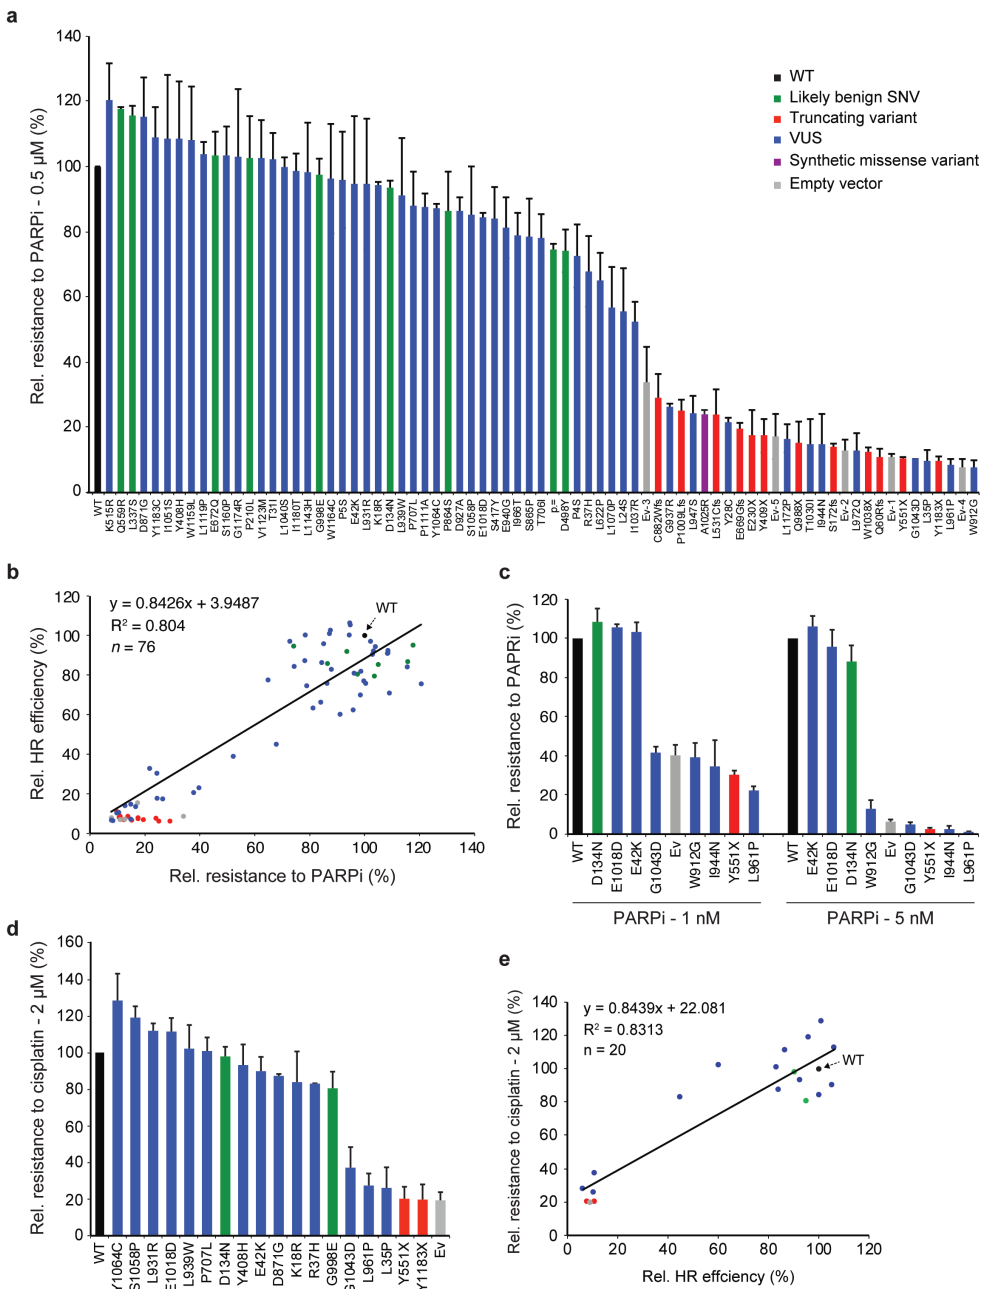 a
Rel. resistance to PARPi - 0.5 µM (%)
140
120
100
80
60
40
20
0
WT
Likely benign SNV
Truncating variant
VUS
Synthetic missense variant
Empty vector
WT
K515R
Q559R
L337S
D871G
Y1183C
I1051S
Y408H
W1159L
L1119P
E672Q
S1160P
G1174R
P210L
V1123M
T31I
L1040S
I1180T
L1143H
G998E
W1164C
P5S
E42K
L931R
K18R
D134N
L939W
P707L
P1111A
Y1064C
P864S
D927A
S1058P
E1018D
S417Y
E940G
I966T
S865P
T706I
p.=
D498Y
P4S
R37H
L622P
L1070P
L24S
I1037R
Ev-3
C882Wfs
G937R
P1009Lfs
L947S
A1025R
L531Cfs
Y28C
E669Gfs
E230X
Y409X
Ev-5
L1172P
Q988X
T1030I
I944N
S172fs
Ev-2
L972Q
W1038X
Q60Rfs
Ev-1
Y551X
G1043D
L35P
Y1183X
L961P
Ev-4
W912G
b
Rel. HR efficiency (%)
120
100
80
60
40
20
0
y = 0.8426x + 3.9487
R² = 0.804
n = 76
WT
0 20 40 60 80 100 120 140
Rel. resistance to PARPi (%)
c
Rel. resistance to PAPRi (%)
120
100
80
60
40
20
0
WT
D134N
E1018D
E42K
G1043D
Ev
W912G
I944N
Y551X
L961P
WT
E42K
E1018D
D134N
W912G
Ev
G1043D
Y551X
I944N
L961P
PARPi - 1 nM
PARPi - 5 nM
d
Rel. resistance to cisplatin - 2 µM (%)
160
140
120
100
80
60
40
20
0
WT
Y1064C
S1058P
L931R
E1018D
L939W
P707L
D134N
Y408H
E42K
D871G
K18R
R37H
G998E
G1043D
L961P
L35P
Y551X
Y1183X
Ev
e
Rel. resistance to cisplatin - 2 µM (%)
140
120
100
80
60
40
20
0
y = 0.8439x + 22.081
R² = 0.8313
n = 20
WT
0 20 40 60 80 100 120
Rel. HR effciency (%)